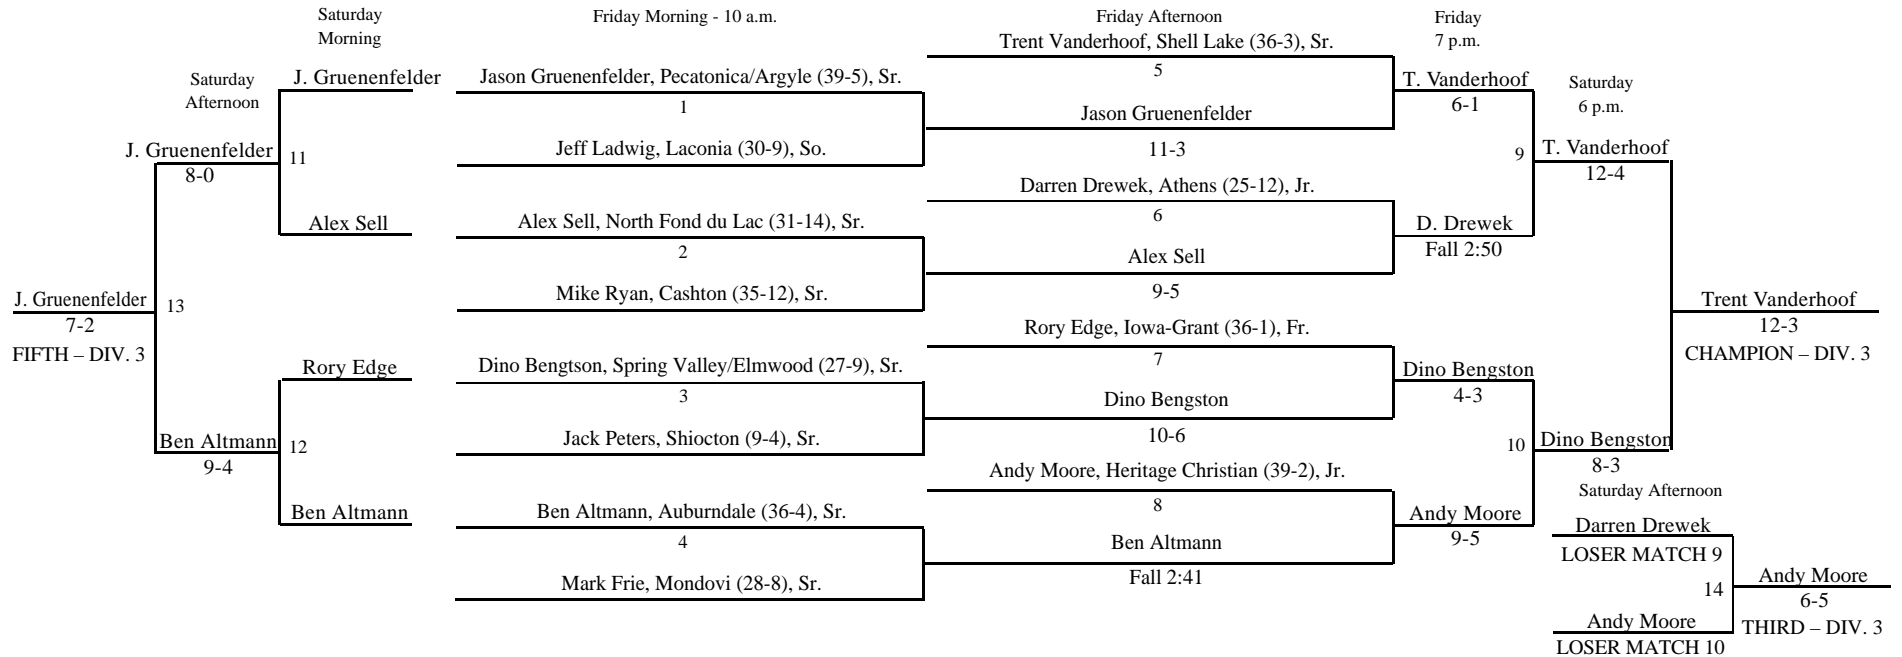 Saturday
Morning
Friday Morning - 10 a.m.
Friday Afternoon
Friday
7 p.m.
Saturday
Afternoon
Saturday
6 p.m.
J. Gruenenfelder
Alex Sell
Rory Edge
Ben Altmann
J. Gruenenfelder
8-0
11
Ben Altmann
9-4
12
J. Gruenenfelder
7-2
FIFTH – DIV. 3
13
Jason Gruenenfelder, Pecatonica/Argyle (39-5), Sr.
1
Jeff Ladwig, Laconia (30-9), So.
Alex Sell, North Fond du Lac (31-14), Sr.
2
Mike Ryan, Cashton (35-12), Sr.
Dino Bengtson, Spring Valley/Elmwood (27-9), Sr.
3
Jack Peters, Shiocton (9-4), Sr.
Ben Altmann, Auburndale (36-4), Sr.
4
Mark Frie, Mondovi (28-8), Sr.
Trent Vanderhoof, Shell Lake (36-3), Sr.
5
Jason Gruenenfelder
11-3
Darren Drewek, Athens (25-12), Jr.
6
Alex Sell
9-5
Rory Edge, Iowa-Grant (36-1), Fr.
7
Dino Bengston
10-6
Andy Moore, Heritage Christian (39-2), Jr.
8
Ben Altmann
Fall 2:41
T. Vanderhoof
6-1
9
D. Drewek
Fall 2:50
Dino Bengston
4-3
10
Andy Moore
9-5
T. Vanderhoof
12-4
Dino Bengston
8-3
Trent Vanderhoof
12-3
CHAMPION – DIV. 3
Saturday Afternoon
Darren Drewek
LOSER MATCH 9
14
Andy Moore
LOSER MATCH 10
Andy Moore
6-5
THIRD – DIV. 3